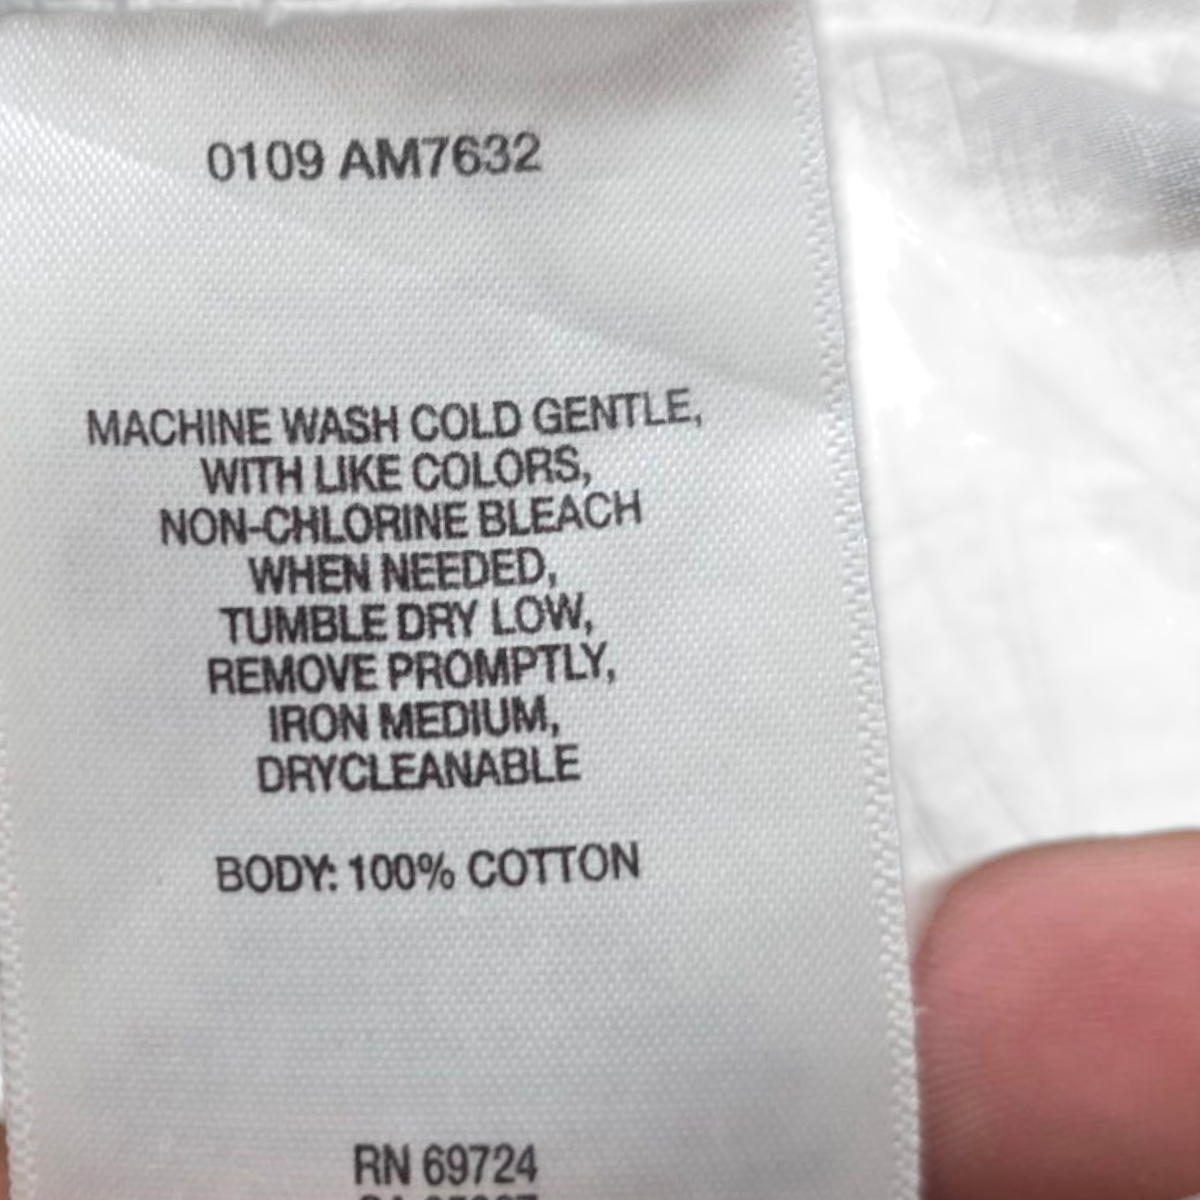 0109 AM7632
MACHINE WASH COLD GENTLE,
WITH LIKE COLORS,
NON-CHLORINE BLEACH
WHEN NEEDED,
TUMBLE DRY LOW,
REMOVE PROMPTLY,
IRON MEDIUM,
DRYCLEANABLE
BODY: 100% COTTON
RN 69724